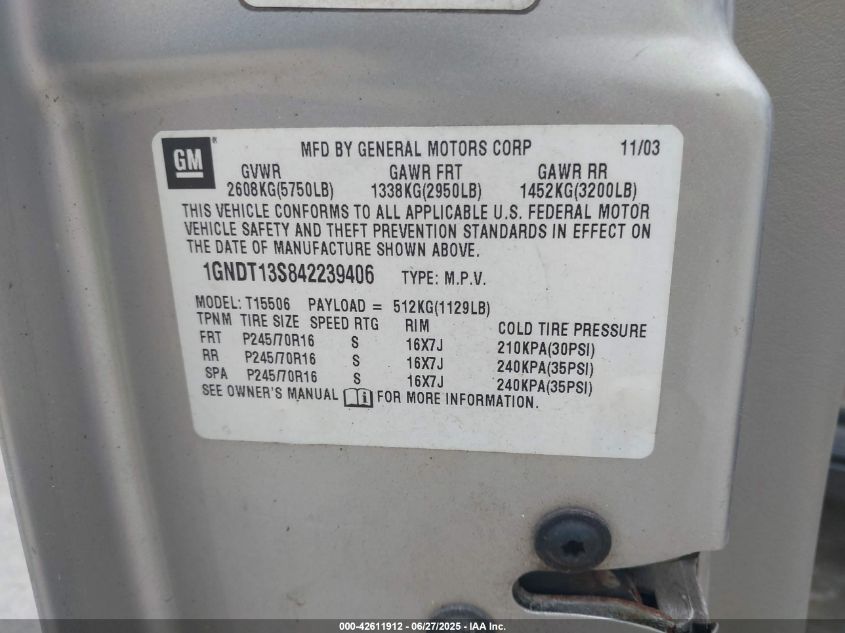 GM
MFD BY GENERAL MOTORS CORP 11/03
GVWR GAWR FRT GAWR RR
2608KG(5750LB) 1338KG(2950LB) 1452KG(3200LB)
THIS VEHICLE CONFORMS TO ALL APPLICABLE U.S. FEDERAL MOTOR
VEHICLE SAFETY AND THEFT PREVENTION STANDARDS IN EFFECT ON
THE DATE OF MANUFACTURE SHOWN ABOVE.
1GNDT13S842239406 TYPE: M.P.V.
MODEL: T15506 PAYLOAD = 512KG(1129LB)
TPNM TIRE SIZE SPEED RTG RIM COLD TIRE PRESSURE
FRT P245/70R16 S 16X7J 210KPA(30PSI)
RR P245/70R16 S 16X7J 240KPA(35PSI)
SPA P245/70R16 S 16X7J 240KPA(35PSI)
SEE OWNER'S MANUAL FOR MORE INFORMATION.
000-42611912 - 06/27/2025 - IAA Inc.